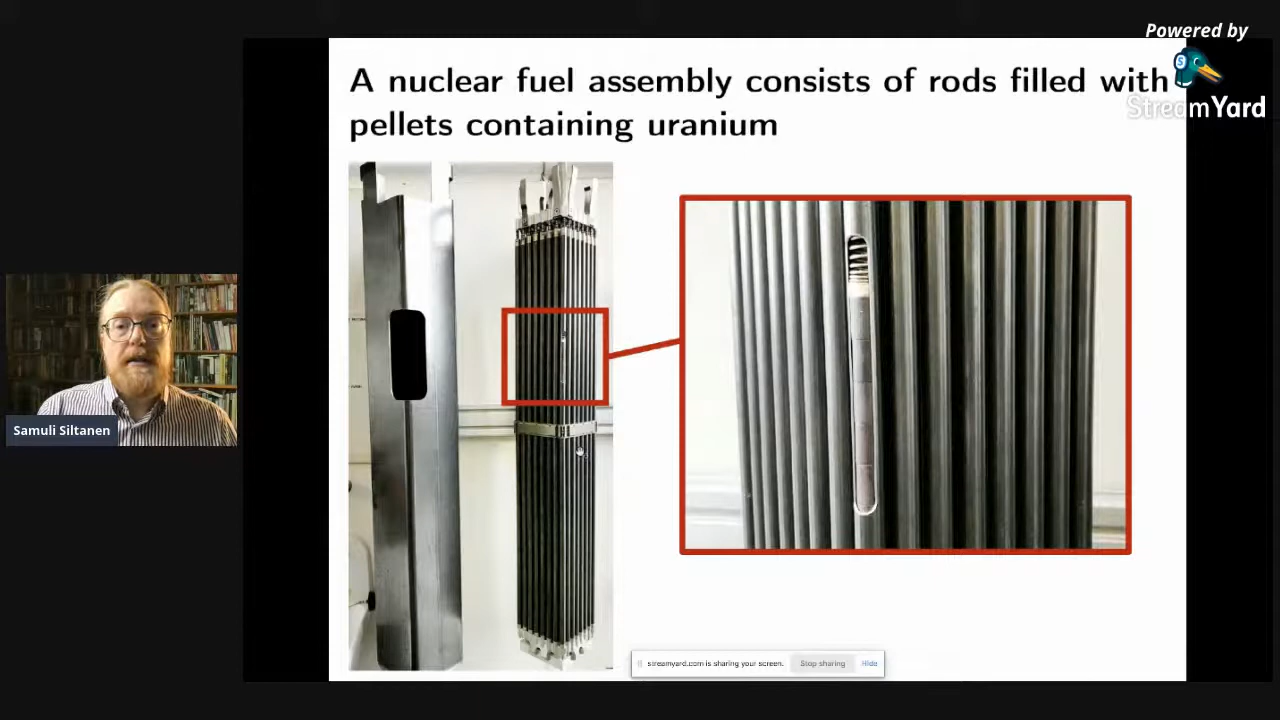 Powered by
StreamYard
A nuclear fuel assembly consists of rods filled with
pellets containing uranium
Samuli Siltanen
streamyard.com is sharing your screen.
Stop sharing
Hide